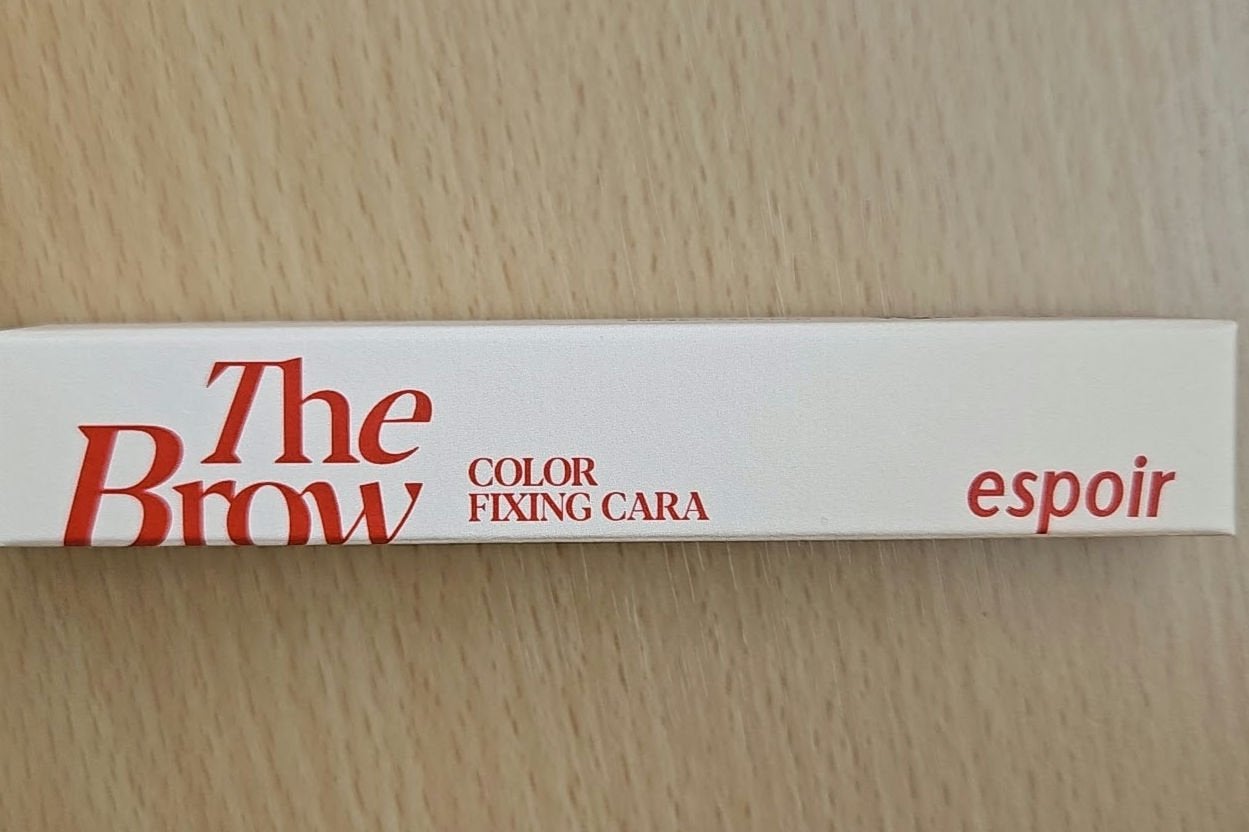 The
Brow
COLOR
FIXING CARA
espoir